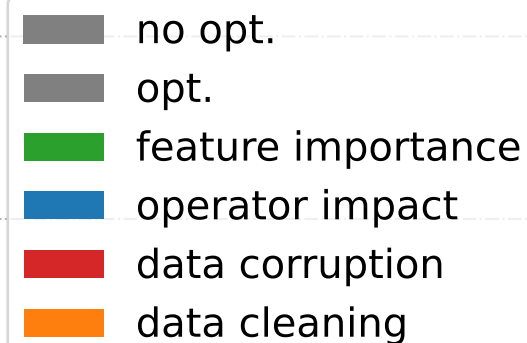 no opt.
opt.
feature importance
operator impact
data corruption
data cleaning